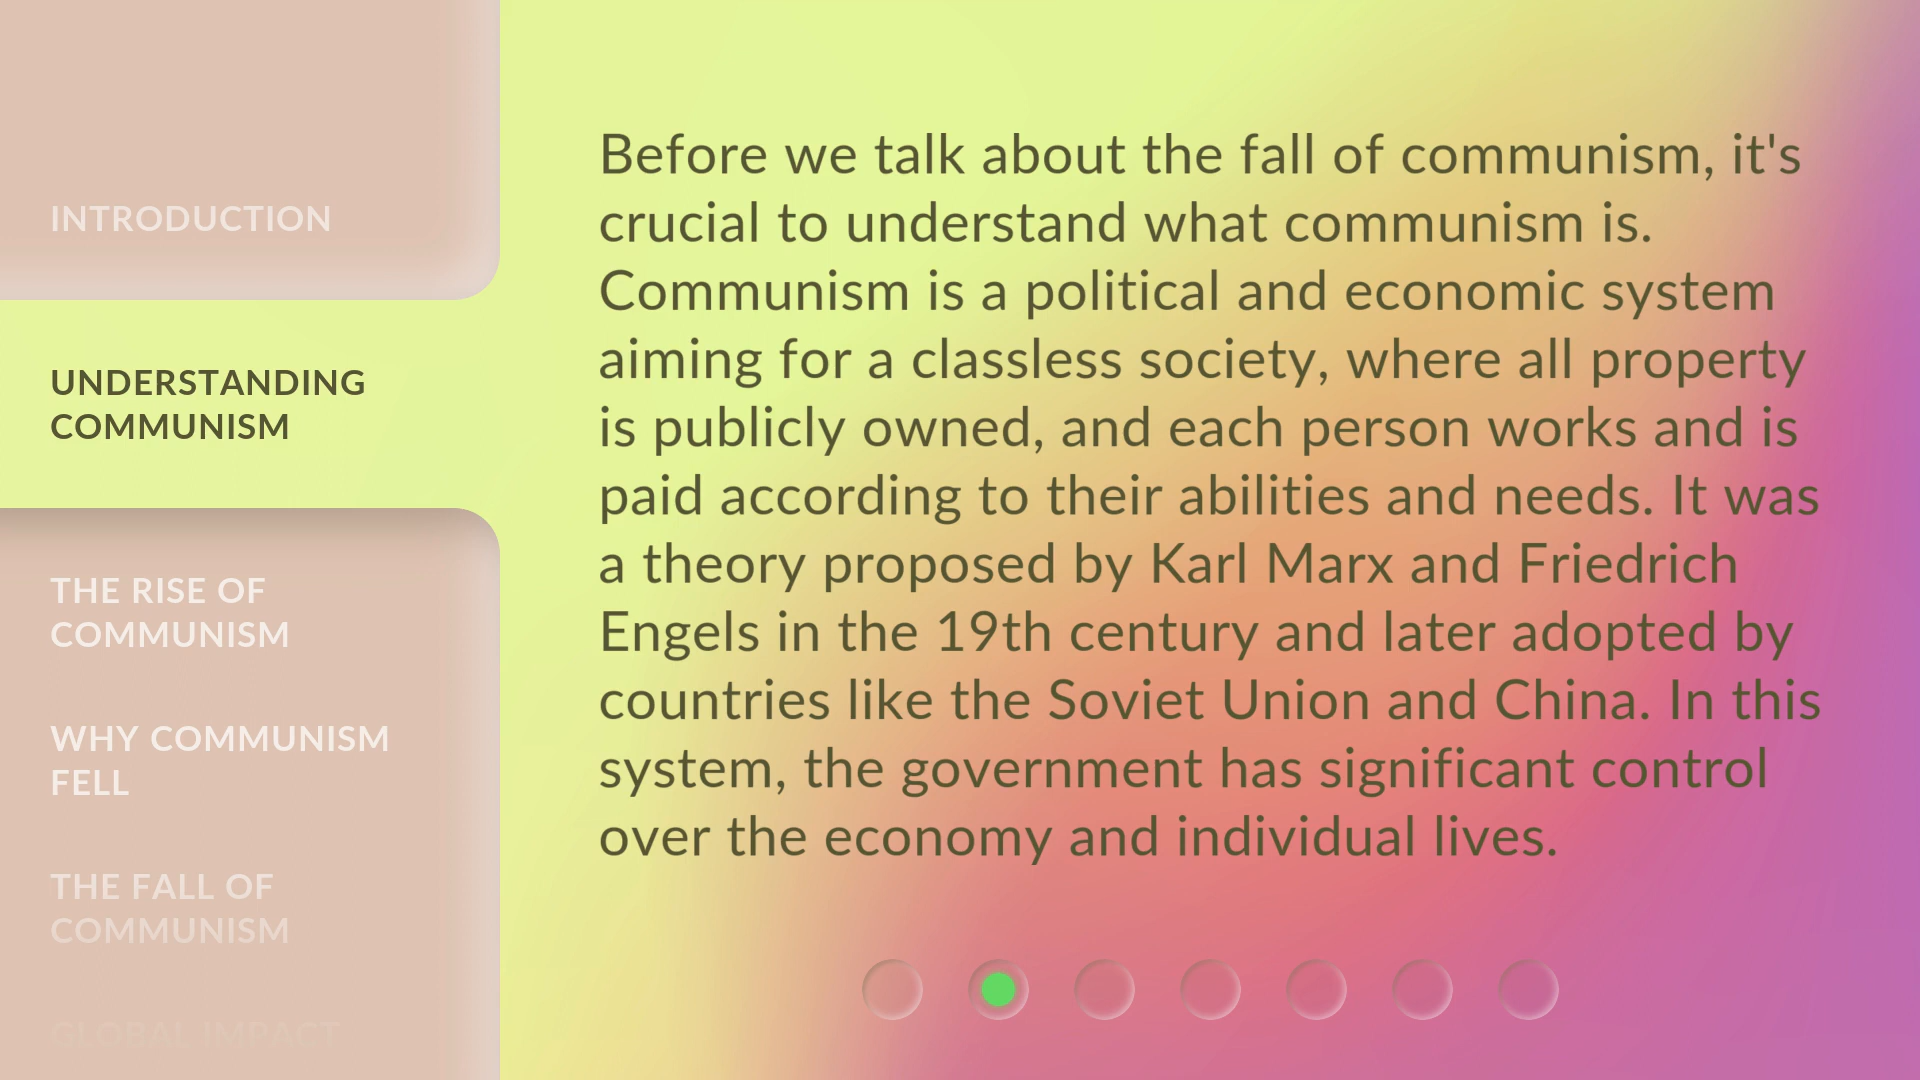 INTRODUCTION
UNDERSTANDING
COMMUNISM
THE RISE OF
COMMUNISM
WHY COMMUNISM
FELL
THE FALL OF
COMMUNISM
GLOBAL IMPACT
Before we talk about the fall of communism, it's
crucial to understand what communism is.
Communism is a political and economic system
aiming for a classless society, where all property
is publicly owned, and each person works and is
paid according to their abilities and needs. It was
a theory proposed by Karl Marx and Friedrich
Engels in the 19th century and later adopted by
countries like the Soviet Union and China. In this
system, the government has significant control
over the economy and individual lives.